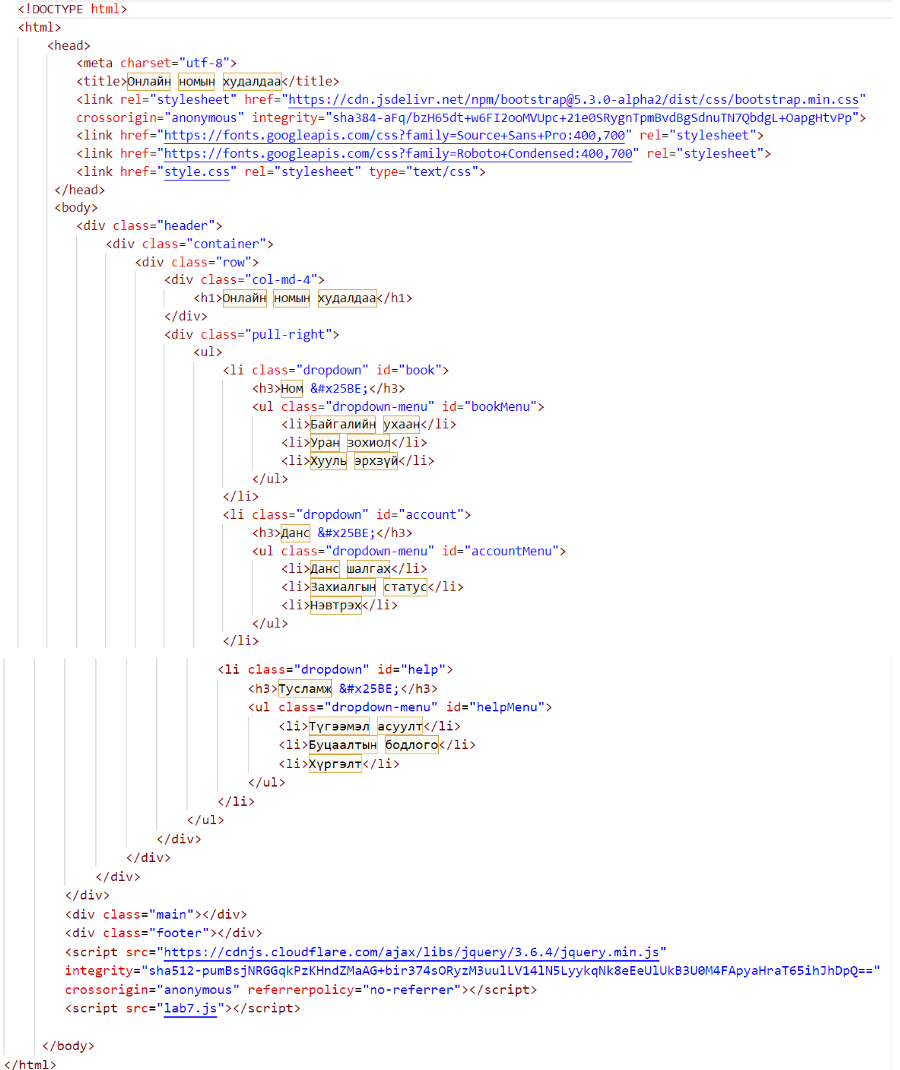 <!DOCTYPE html>
<html>
<head>
<meta charset="utf-8">
<title>Онлайн номын худалдаа</title>
<link rel="stylesheet" href="https://cdn.jsdelivr.net/npm/bootstrap@5.3.0-alpha2/dist/css/bootstrap.min.css"
crossorigin="anonymous" integrity="sha384-aFq/bzH65dt+w6FI2ooMVUpc+21e0SRygnTpmBvdBgSdnuTN7QbdgL+OapgHtvPp">
<link href="https://fonts.googleapis.com/css?family=Source+Sans+Pro:400,700" rel="stylesheet">
<link href="https://fonts.googleapis.com/css?family=Roboto+Condensed:400,700" rel="stylesheet">
<link href="style.css" rel="stylesheet" type="text/css">
</head>
<body>
<div class="header">
<div class="container">
<div class="row">
<div class="col-md-4">
<h1>Онлайн номын худалдаа</h1>
</div>
<div class="pull-right">
<ul>
<li class="dropdown" id="book">
<h3>Ном &#x25BE;</h3>
<ul class="dropdown-menu" id="bookMenu">
<li>Байгалийн ухаан</li>
<li>Уран зохиол</li>
<li>Хууль эрхзүй</li>
</ul>
</li>
<li class="dropdown" id="account">
<h3>Данс &#x25BE;</h3>
<ul class="dropdown-menu" id="accountMenu">
<li>Данс шалгах</li>
<li>Захиалгын статус</li>
<li>Нэвтрэх</li>
</ul>
</li>
<li class="dropdown" id="help">
<h3>Тусламж &#x25BE;</h3>
<ul class="dropdown-menu" id="helpMenu">
<li>Түгээмэл асуулт</li>
<li>Буцаалтын бодлого</li>
<li>Хүргэлт</li>
</ul>
</li>
</ul>
</div>
</div>
</div>
</div>
<div class="main"></div>
<div class="footer"></div>
<script src="https://cdnjs.cloudflare.com/ajax/libs/jquery/3.6.4/jquery.min.js"
integrity="sha512-pumBsjNRGGqkPzKHndZMaAG+bir374sORyzM3uulLV14lN5LyykqNk8eEeUlUkB3U0M4FApyaHraT65ihJhDpQ=="
crossorigin="anonymous" referrerpolicy="no-referrer"></script>
<script src="lab7.js"></script>
</body>
</html>